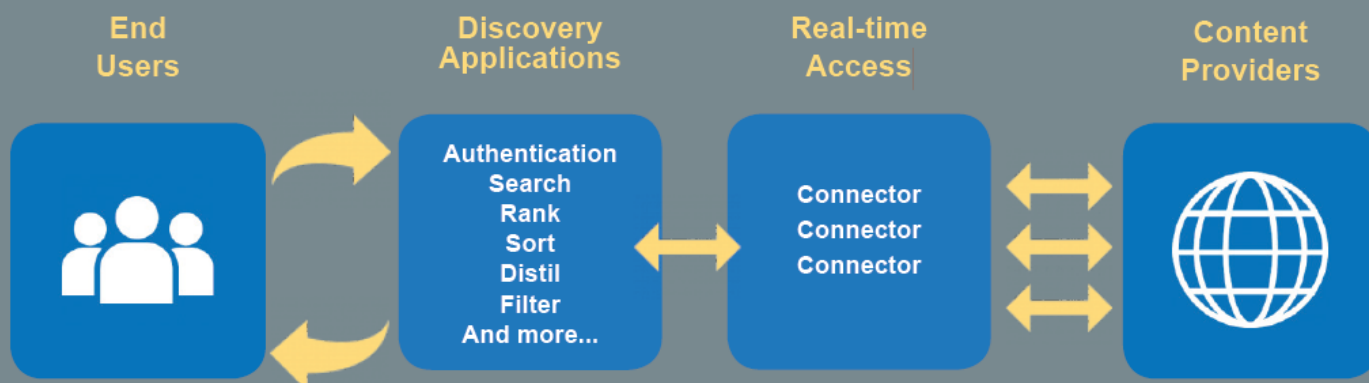 End
Users
Discovery
Applications
Real-time
Access
Content
Providers
Authentication
Search
Rank
Sort
Distil
Filter
And more...
Connector
Connector
Connector